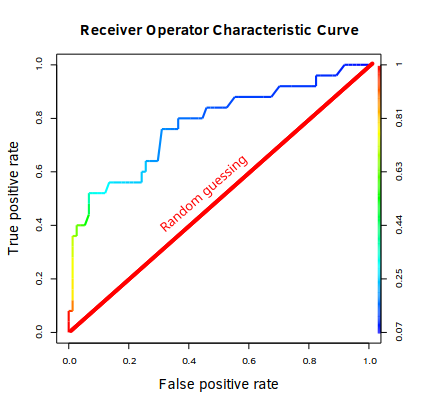 Receiver Operator Characteristic Curve
True positive rate
1.0
0.8
0.6
0.4
0.2
0.0
Random guessing
1
0.81
0.63
0.44
0.25
0.07
0.0 0.2 0.4 0.6 0.8 1.0
False positive rate